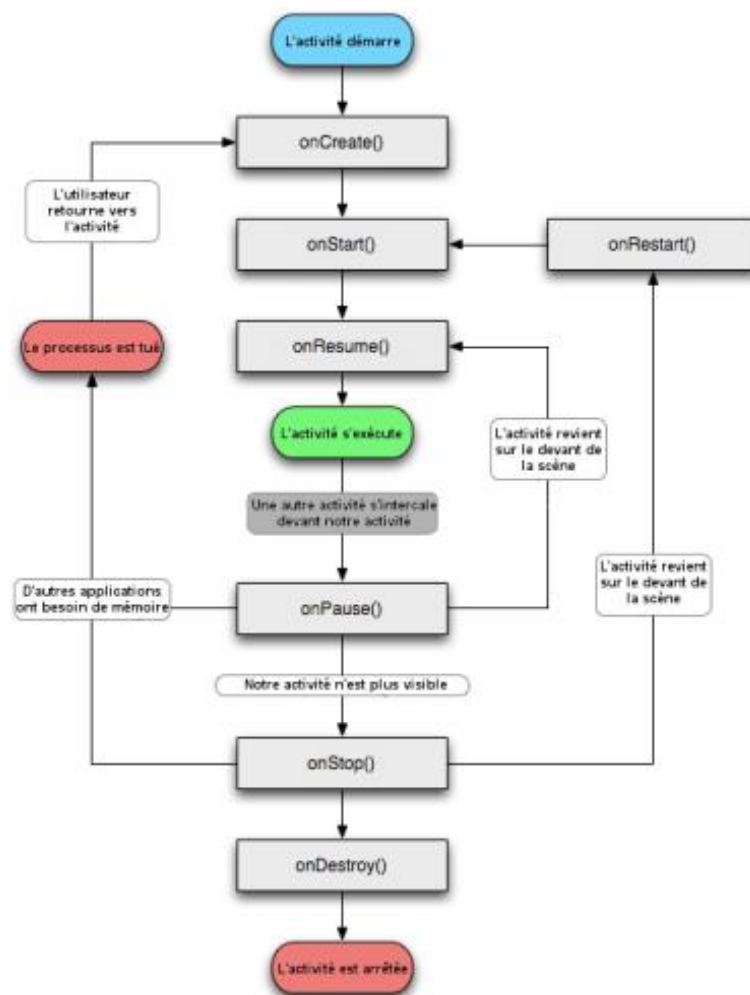 L'activité démarre
onCreate()
L'utilisateur
retourne vers
l'activité
onStart()
onRestart()
Le processus est tué
onResume()
L'activité s'exécute
L'activité revient
sur le devant de
la scène
Une autre activité s'intercale
devant notre activité
L'activité revient
sur le devant de
la scène
D'autres applications
ont besoin de mémoire
onPause()
Notre activité n'est plus visible
onStop()
onDestroy()
L'activité est arrêtée